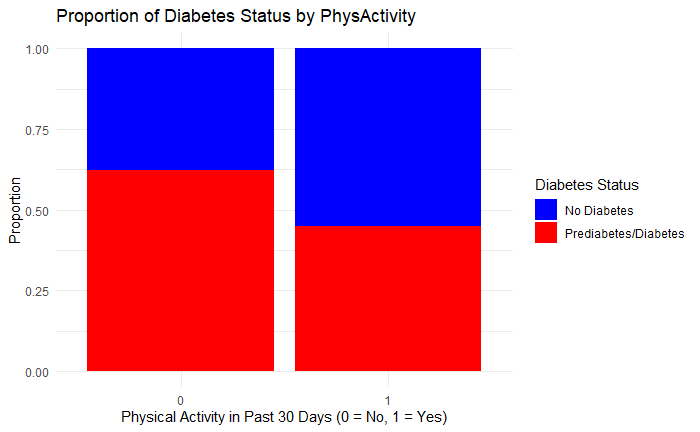 Proportion of Diabetes Status by PhysActivity
Proportion
1.00
0.75
0.50
0.25
0.00
0
1
Physical Activity in Past 30 Days (0 = No, 1 = Yes)
Diabetes Status
No Diabetes
Prediabetes/Diabetes